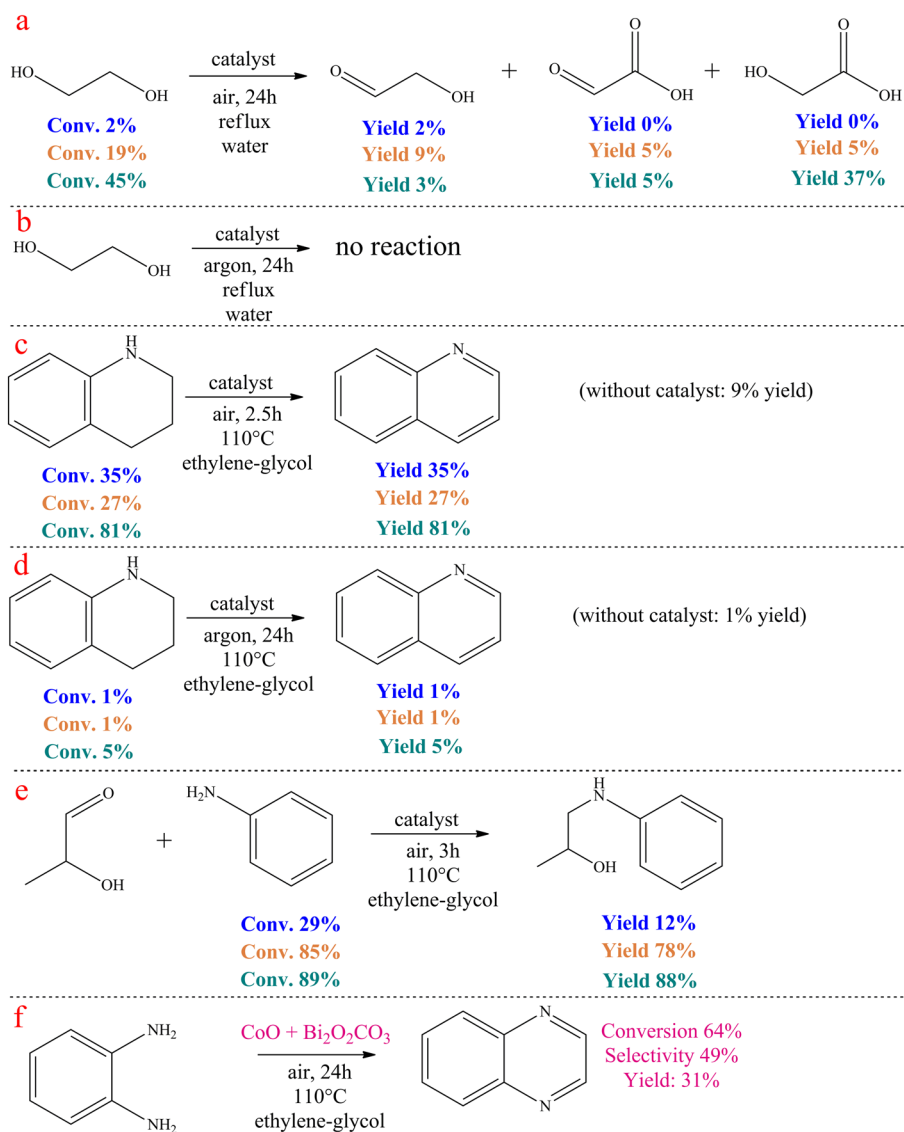 a
HO
OH
catalyst
air, 24h
reflux
water
O
OH
+
O
O
OH
+
HO
O
OH
Conv. 2%
Conv. 19%
Conv. 45%
Yield 2%
Yield 9%
Yield 3%
Yield 0%
Yield 5%
Yield 5%
Yield 0%
Yield 5%
Yield 37%
b
HO
OH
catalyst
argon, 24h
reflux
water
no reaction
c
H
N
catalyst
air, 2.5h
110°C
ethylene-glycol
N
(without catalyst: 9% yield)
Conv. 35%
Conv. 27%
Conv. 81%
Yield 35%
Yield 27%
Yield 81%
d
H
N
catalyst
argon, 24h
110°C
ethylene-glycol
N
(without catalyst: 1% yield)
Conv. 1%
Conv. 1%
Conv. 5%
Yield 1%
Yield 1%
Yield 5%
e
O
OH
+
H₂N
catalyst
air, 3h
110°C
ethylene-glycol
H
N
OH
Conv. 29%
Conv. 85%
Conv. 89%
Yield 12%
Yield 78%
Yield 88%
f
NH₂
NH₂
CoO + Bi₂O₂CO₃
air, 24h
110°C
ethylene-glycol
N
N
Conversion 64%
Selectivity 49%
Yield: 31%